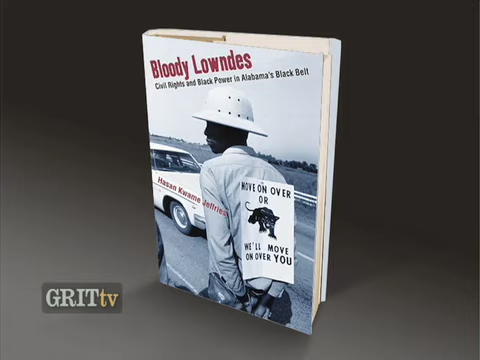 Bloody Lowndes
Civil Rights and Black Power in Alabama's Black Belt
Hasan Kwame Jeffries
MOVE ON OVER
OR
WE'LL MOVE
ON OVER YOU
GRITtv